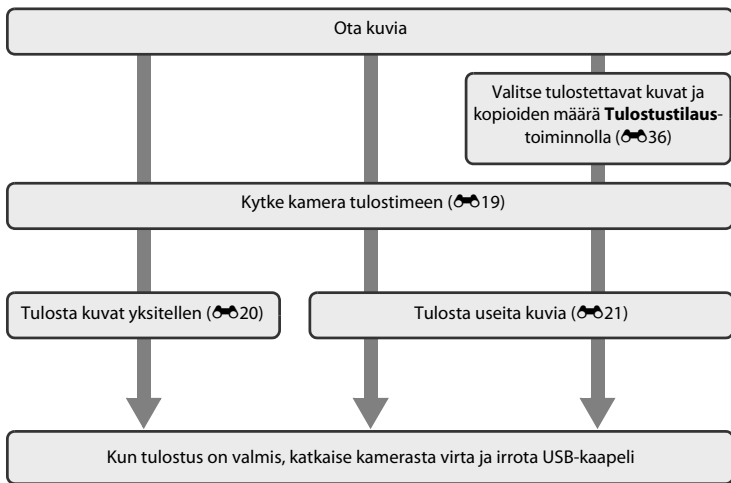 Ota kuvia
Valitse tulostettavat kuvat ja
kopioiden määrä Tulostustilaus-
toiminnolla (36)
Kytke kamera tulostimeen (19)
Tulosta kuvat yksitellen (20)
Tulosta useita kuvia (21)
Kun tulostus on valmis, katkaise kamerasta virta ja irrota USB-kaapeli